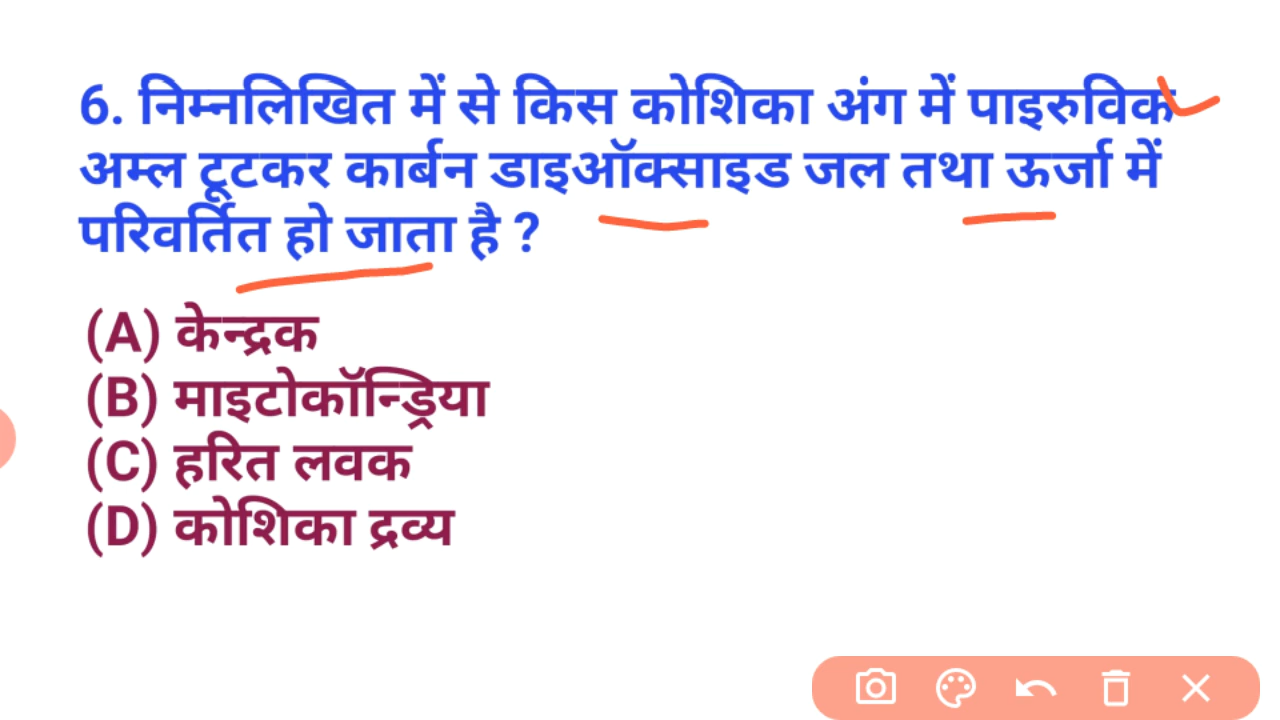 6. निम्नलिखित में से किस कोशिका अंग में पाइरुविक
अम्ल टूटकर कार्बन डाइऑक्साइड जल तथा ऊर्जा में
परिवर्तित हो जाता है ?
(A) केन्द्रक
(B) माइटोकॉन्ड्रिया
(C) हरित लवक
(D) कोशिका द्रव्य